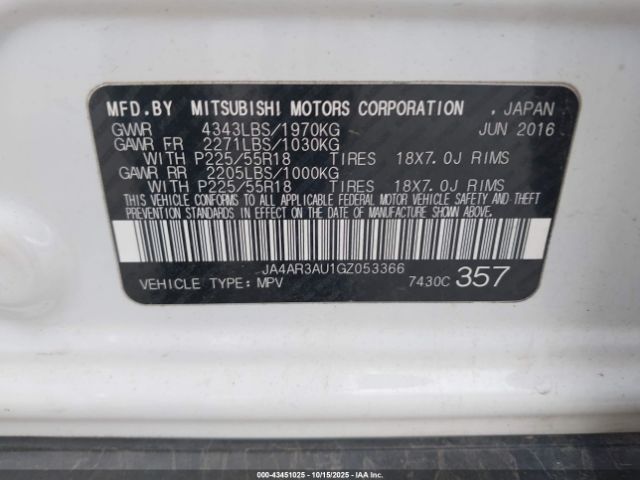 MFD.BY MITSUBISHI MOTORS CORPORATION . JAPAN
GVWR 4343LBS/1970KG JUN 2016
GAWR FR 2271LBS/1030KG
WITH P225/55R18 TIRES 18X7.0J RIMS
GAWR RR 2205LBS/1000KG
WITH P225/55R18 TIRES 18X7.0J RIMS
THIS VEHICLE CONFORMS TO ALL APPLICABLE FEDERAL MOTOR VEHICLE SAFETY AND THEFT
PREVENTION STANDARDS IN EFFECT ON THE DATE OF MANUFACTURE SHOWN ABOVE.
JA4AR3AU1GZ053366
VEHICLE TYPE:MPV 7430C 357
000-43451025 - 10/15/2025 - IAA, Inc.